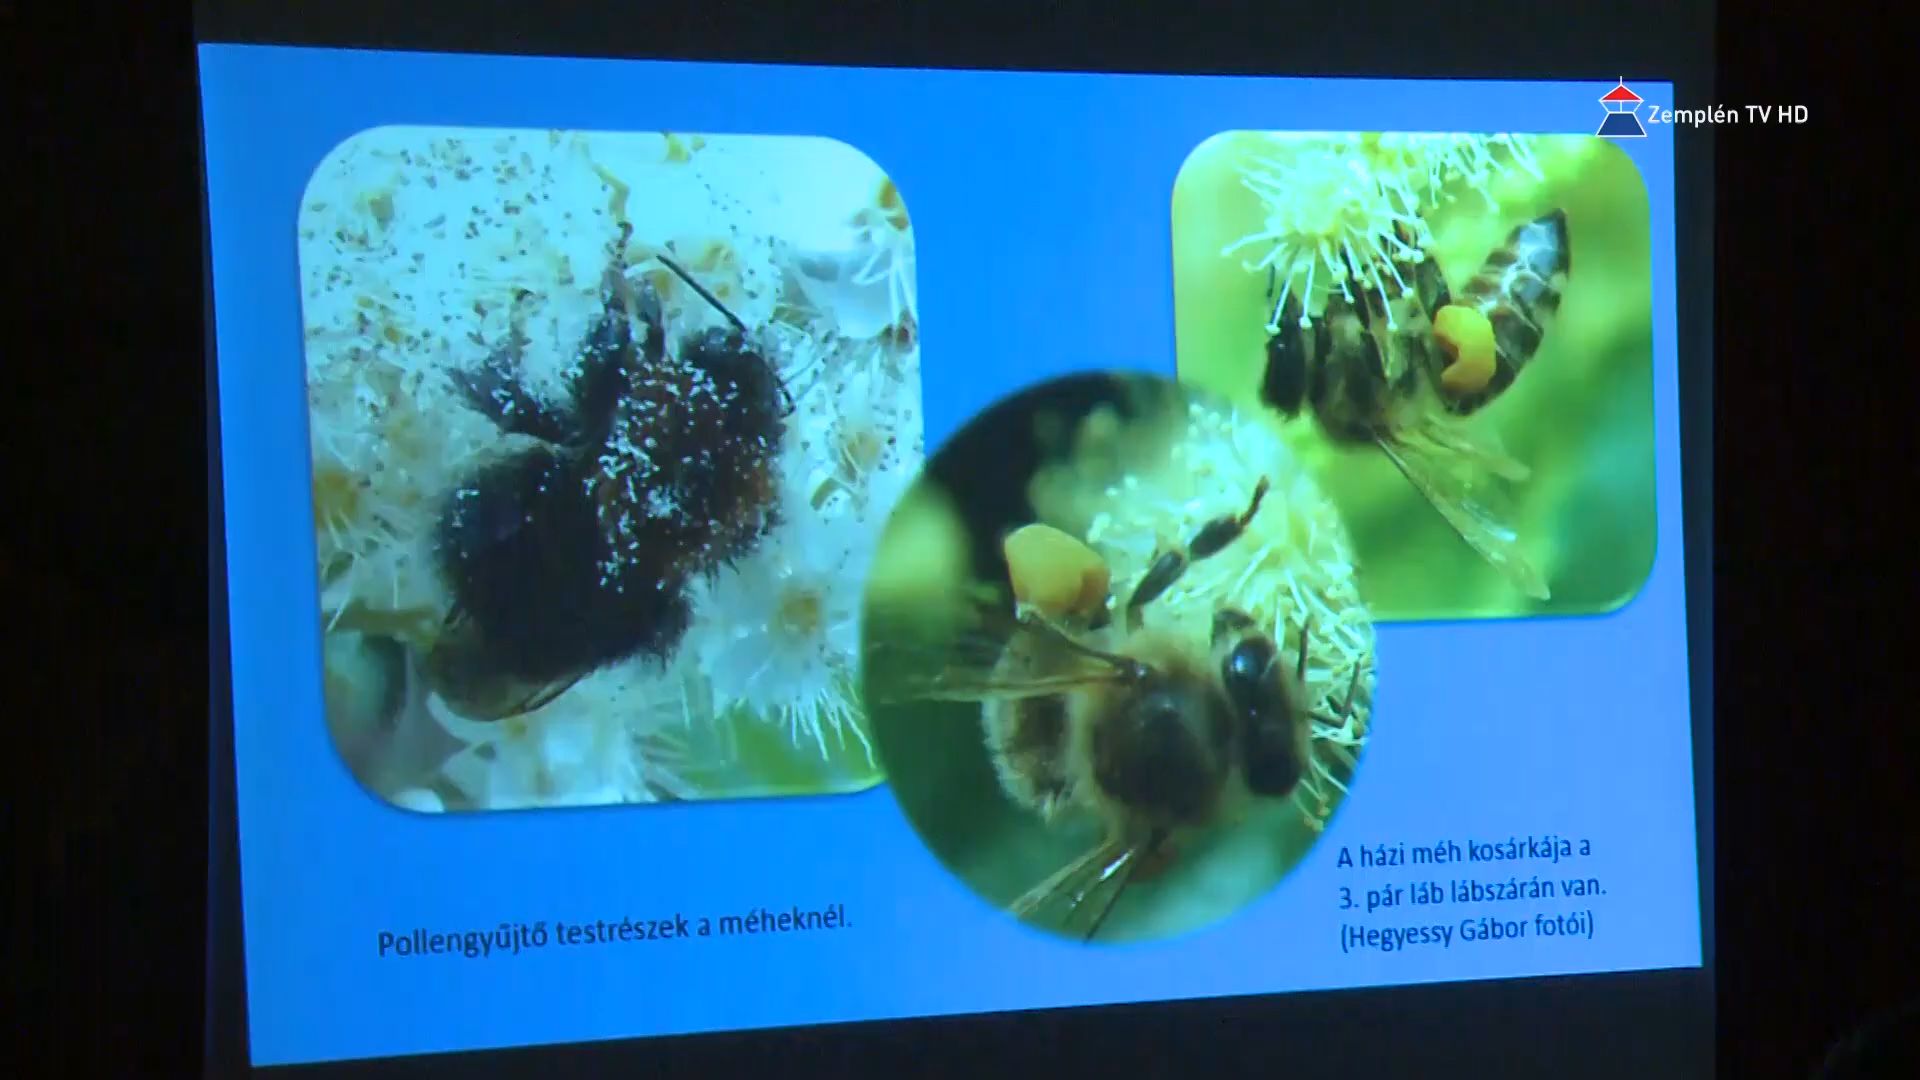 Zemplén TV HD
Pollengyűjtő testrészek a méheknél.
A házi méh kosárkája a
3. pár láb lábszárán van.
(Hegyessy Gábor fotói)